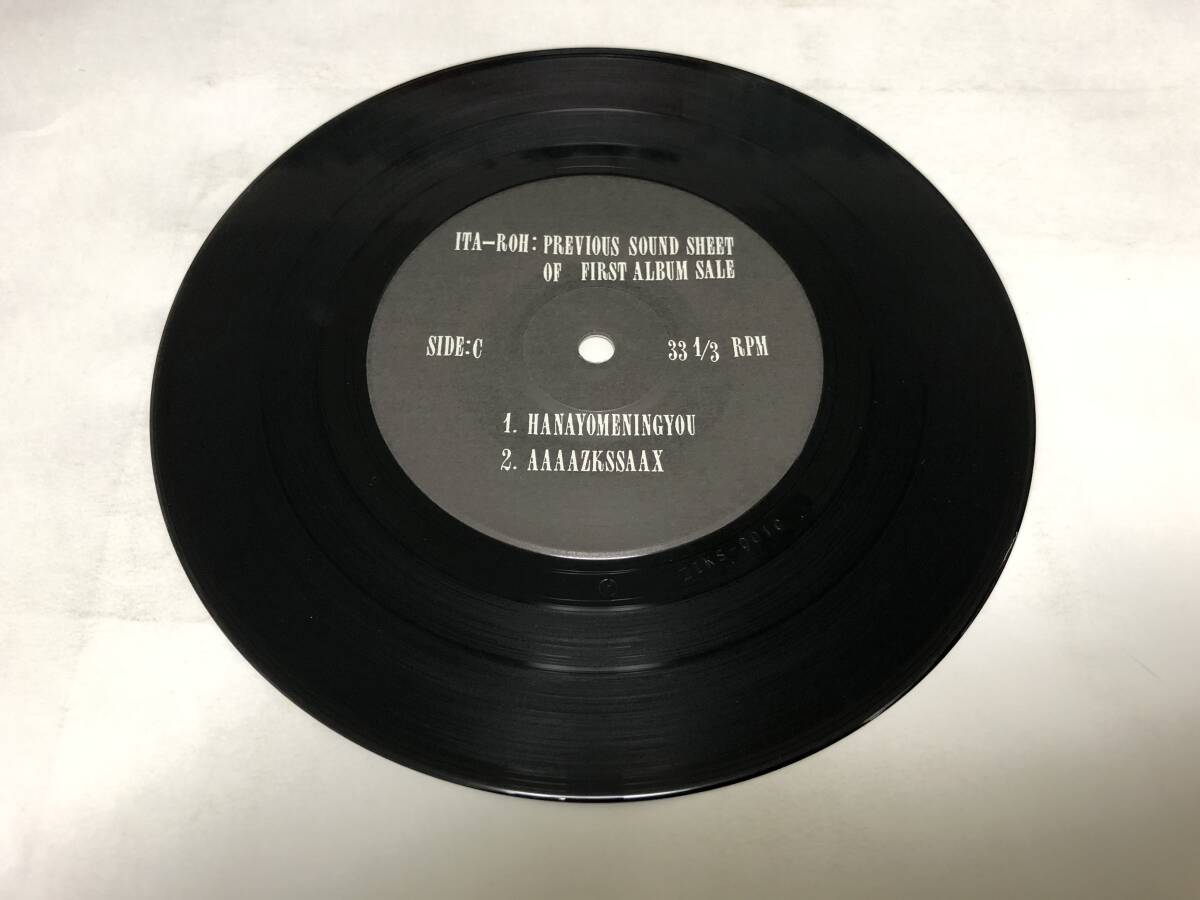 ITA-ROH: PREVIOUS SOUND SHEET
OF FIRST ALBUM SALE
SIDE:C 33 1/3 RPM
1. HANAYOMENINGYOU
2. AAAAZKSSAAX